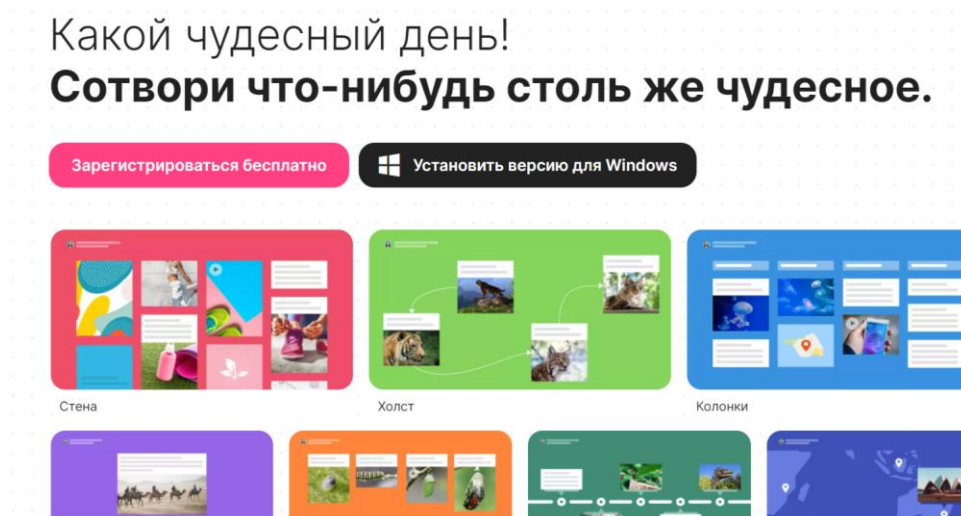 Какой чудесный день!
Сотвори что-нибудь столь же чудесное.
Зарегистрироваться бесплатно
Установить версию для Windows
Стена
Холст
Колонки